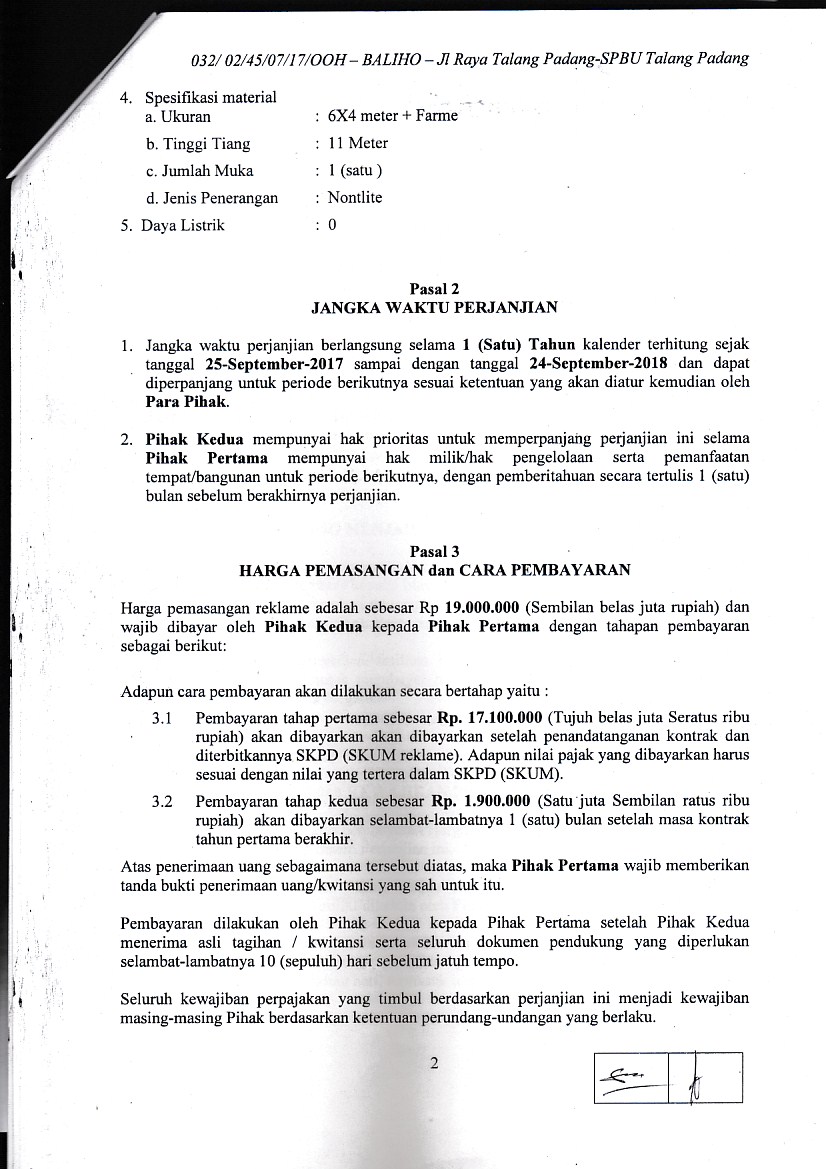 032/ 02/45/07/17/OOH – BALIHO – Jl Raya Talang Padang-SPBU Talang Padang
4. Spesifikasi material
a. Ukuran : 6X4 meter + Farme
b. Tinggi Tiang : 11 Meter
c. Jumlah Muka : 1 (satu )
d. Jenis Penerangan : Nontlite
5. Daya Listrik : 0
Pasal 2
JANGKA WAKTU PERJANJIAN
1. Jangka waktu perjanjian berlangsung selama 1 (Satu) Tahun kalender terhitung sejak
tanggal 25-September-2017 sampai dengan tanggal 24-September-2018 dan dapat
diperpanjang untuk periode berikutnya sesuai ketentuan yang akan diatur kemudian oleh
Para Pihak.
2. Pihak Kedua mempunyai hak prioritas untuk memperpanjang perjanjian ini selama
Pihak Pertama mempunyai hak milik/hak pengelolaan serta pemanfaatan
tempat/bangunan untuk periode berikutnya, dengan pemberitahuan secara tertulis 1 (satu)
bulan sebelum berakhirnya perjanjian.
Pasal 3
HARGA PEMASANGAN dan CARA PEMBAYARAN
Harga pemasangan reklame adalah sebesar Rp 19.000.000 (Sembilan belas juta rupiah) dan
wajib dibayar oleh Pihak Kedua kepada Pihak Pertama dengan tahapan pembayaran
sebagai berikut:
Adapun cara pembayaran akan dilakukan secara bertahap yaitu :
3.1 Pembayaran tahap pertama sebesar Rp. 17.100.000 (Tujuh belas juta Seratus ribu
rupiah) akan dibayarkan akan dibayarkan setelah penandatanganan kontrak dan
diterbitkannya SKPD (SKUM reklame). Adapun nilai pajak yang dibayarkan harus
sesuai dengan nilai yang tertera dalam SKPD (SKUM).
3.2 Pembayaran tahap kedua sebesar Rp. 1.900.000 (Satu juta Sembilan ratus ribu
rupiah) akan dibayarkan selambat-lambatnya 1 (satu) bulan setelah masa kontrak
tahun pertama berakhir.
Atas penerimaan uang sebagaimana tersebut diatas, maka Pihak Pertama wajib memberikan
tanda bukti penerimaan uang/kwitansi yang sah untuk itu.
Pembayaran dilakukan oleh Pihak Kedua kepada Pihak Pertama setelah Pihak Kedua
menerima asli tagihan / kwitansi serta seluruh dokumen pendukung yang diperlukan
selambat-lambatnya 10 (sepuluh) hari sebelum jatuh tempo.
Seluruh kewajiban perpajakan yang timbul berdasarkan perjanjian ini menjadi kewajiban
masing-masing Pihak berdasarkan ketentuan perundang-undangan yang berlaku.
2